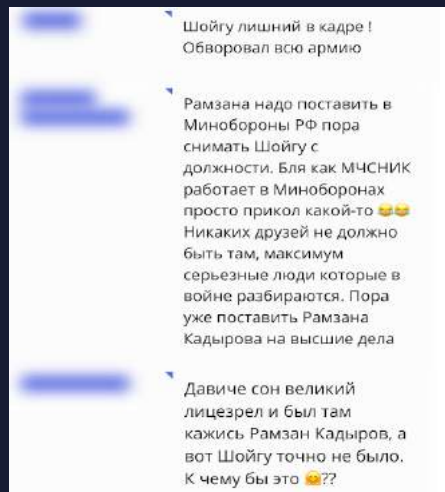 Шойгу лишний в кадре !
Обворовал всю армию
Рамзана надо поставить в
Минобороны РФ пора
снимать Шойгу с
должности. Бля как МЧСНИК
работает в Миноборонах
просто прикол какой-то 😂😂
Никаких друзей не должно
быть там, максимум
серьезные люди которые в
войне разбираются. Пора
уже поставить Рамзана
Кадырова на высшие дела
Давиче сон великий
лицезрел и был там
кажись Рамзан Кадыров, а
вот Шойгу точно не было.
К чему бы это 🤗??